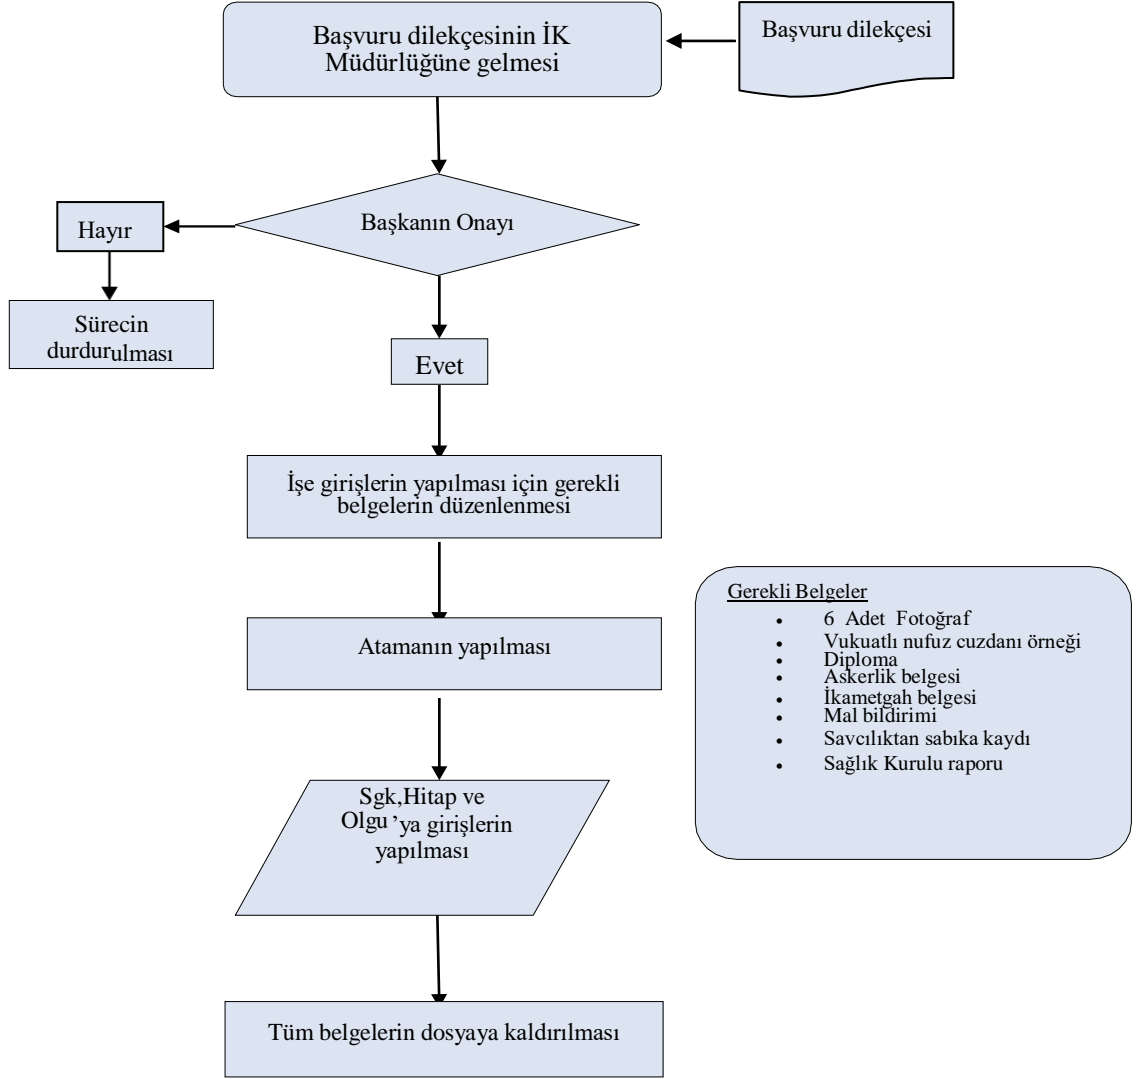 Başvuru dilekçesinin İK
Müdürlüğüne gelmesi
Başvuru dilekçesi
Başkanın Onayı
Hayır
Sürecin
durdurulması
Evet
İşe girişlerin yapılması için gerekli
belgelerin düzenlenmesi
Atamanın yapılması
Gerekli Belgeler
• 6 Adet Fotoğraf
• Vukuatlı nufuz cuzdanı örneği
• Diploma
• Askerlik belgesi
• İkametgah belgesi
• Mal bildirimi
• Savcılıktan sabıka kaydı
• Sağlık Kurulu raporu
Sgk,Hitap ve
Olgu’ya girişlerin
yapılması
Tüm belgelerin dosyaya kaldırılması